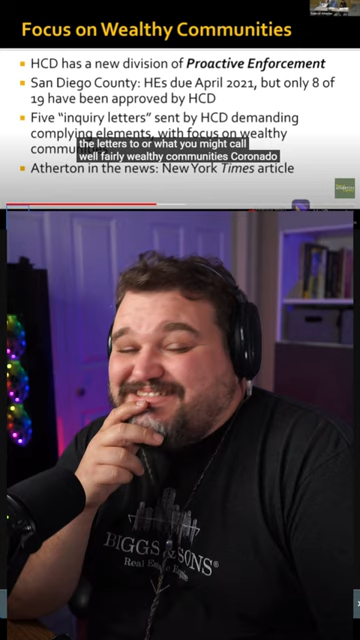 Focus on Wealthy Communities
HCD has a new division of Proactive Enforcement
San Diego County: HEs due April 2021, but only 8 of
19 have been approved by HCD
Five “inquiry letters” sent by HCD demanding
complying elements, with focus on wealthy
the letters to or what you might call
well fairly wealthy communities Coronado
Atherton in the news: New York Times article
BIGGS & SONS®